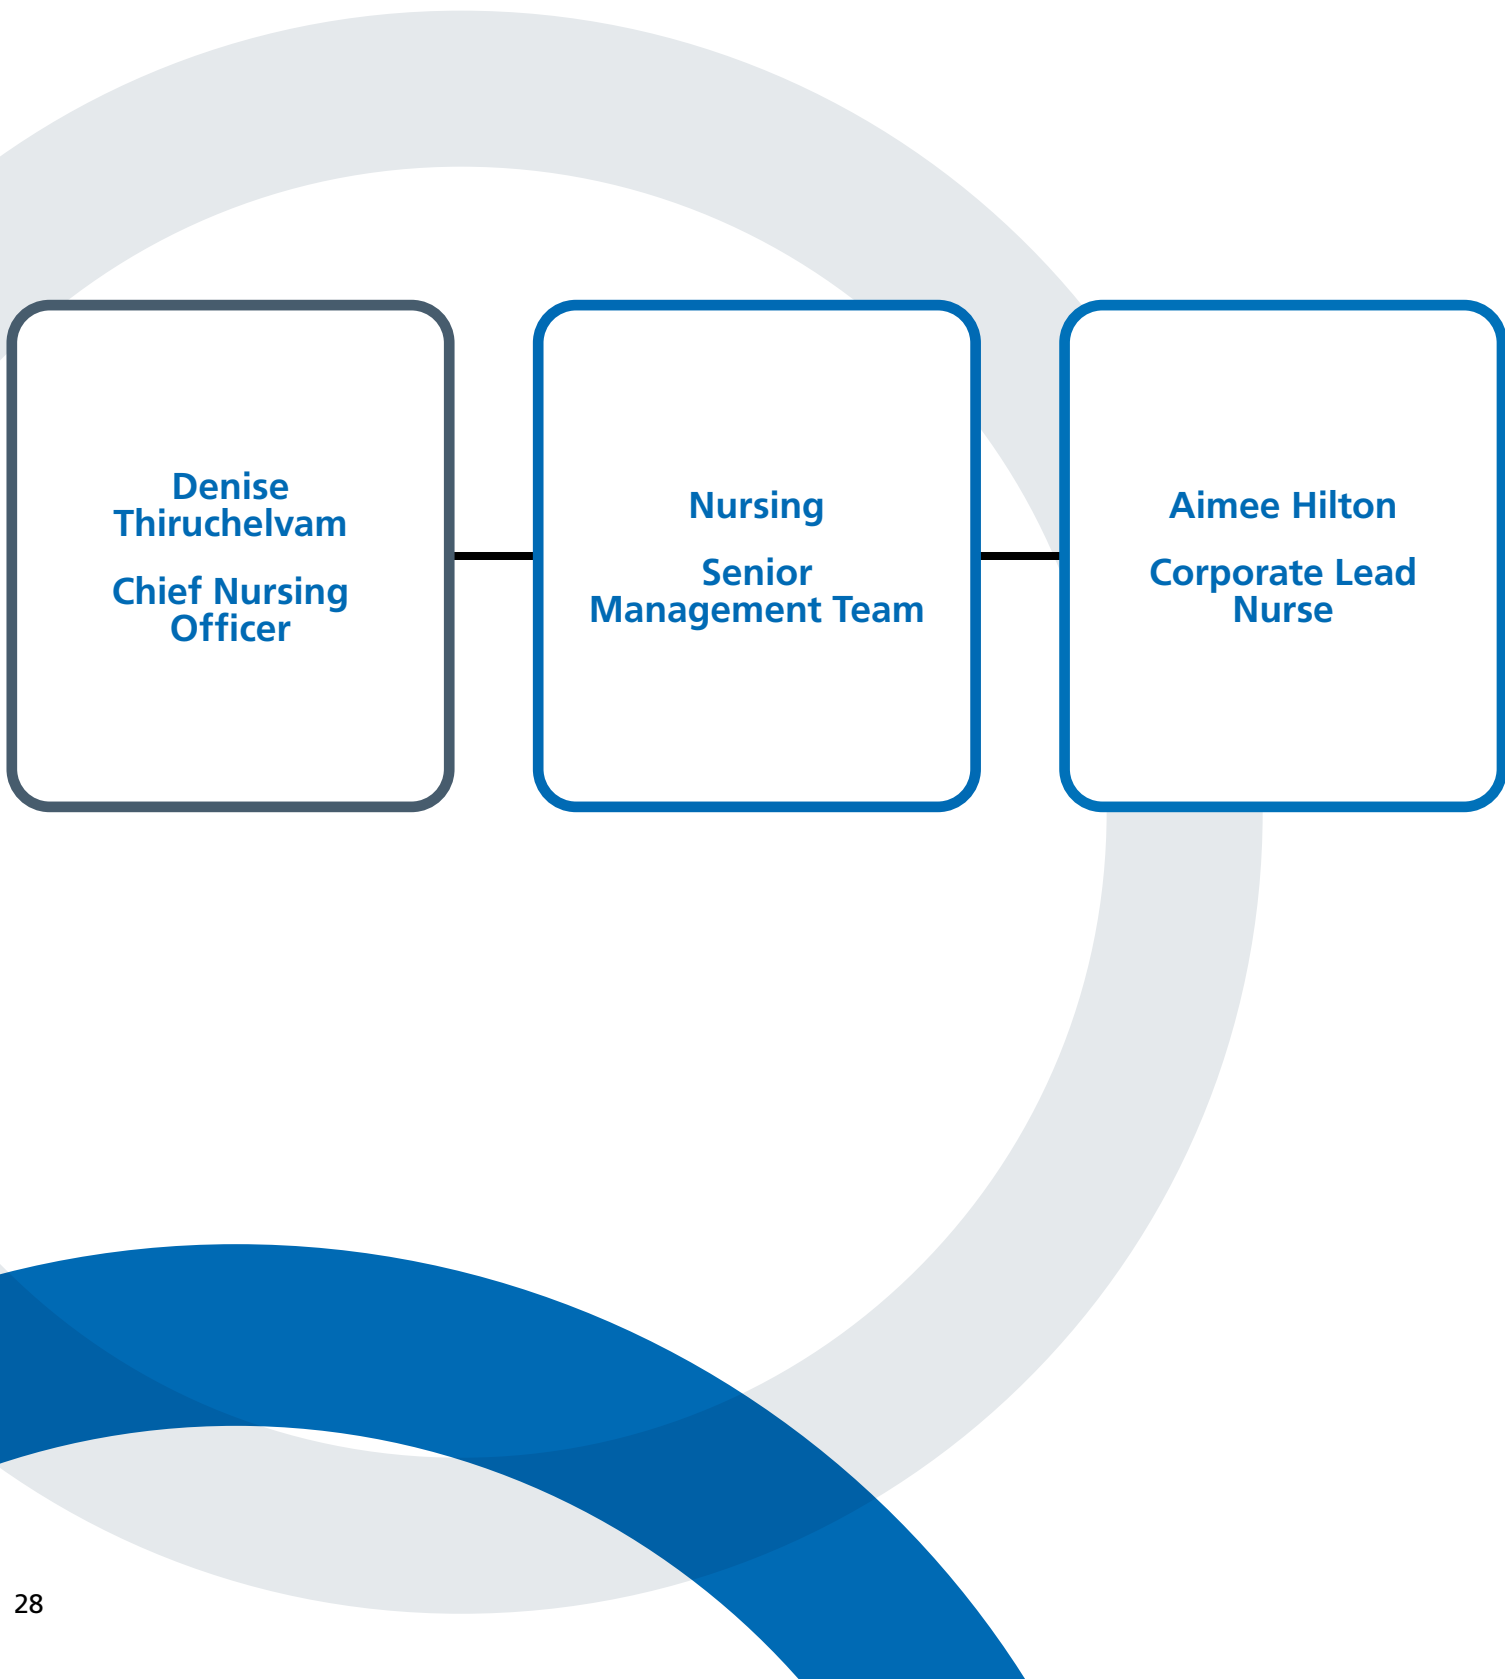 Denise
Thiruchelvam
Chief Nursing
Officer
Nursing
Senior
Management Team
Aimee Hilton
Corporate Lead
Nurse
28